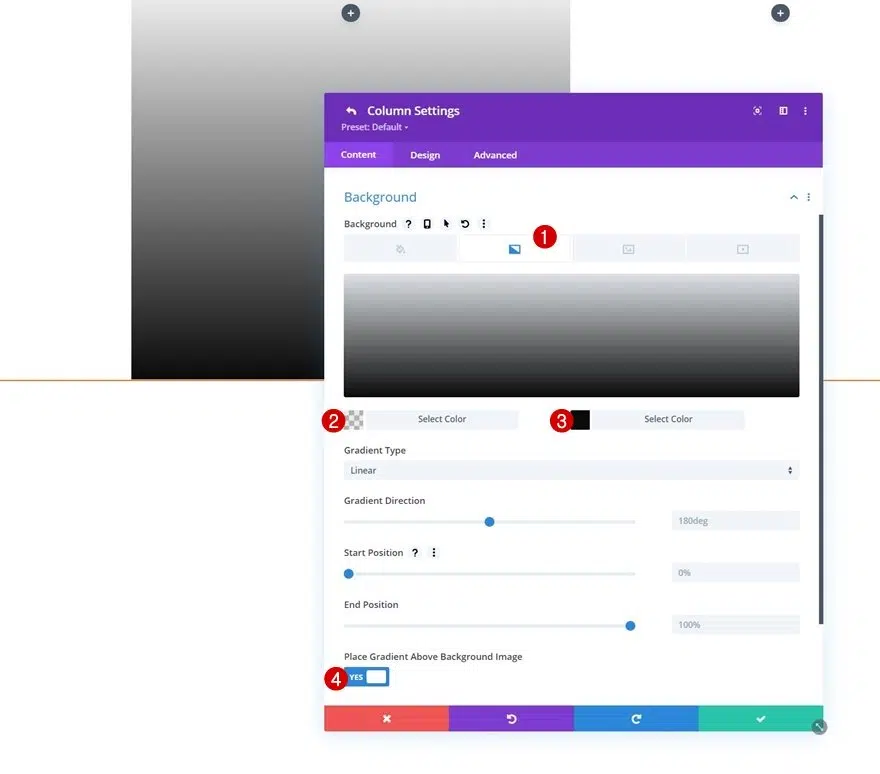 Column Settings
Preset: Default
Content Design Advanced
Background
Background ?
1
2 Select Color 3 Select Color
Gradient Type
Linear
Gradient Direction
180deg
Start Position ?
0%
End Position
100%
Place Gradient Above Background Image
4 YES